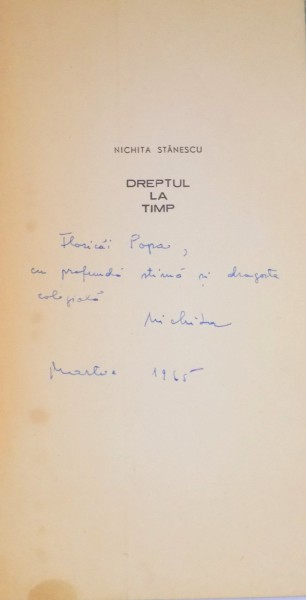 NICHITA STĂNESCU
DREPTUL
LA
TIMP
Floricăi Popa,
cu profundă stimă și dragoste
colegială
Nichita
Martie 1965